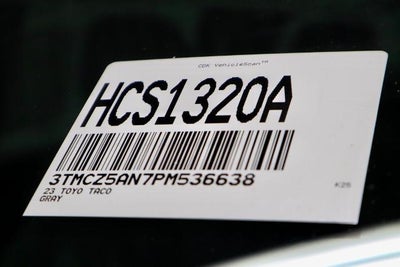 CDK VehicleScan™
HCS1320A
3TMCZ5AN7PM536638
23 TOYO TACO
GRAY
K25